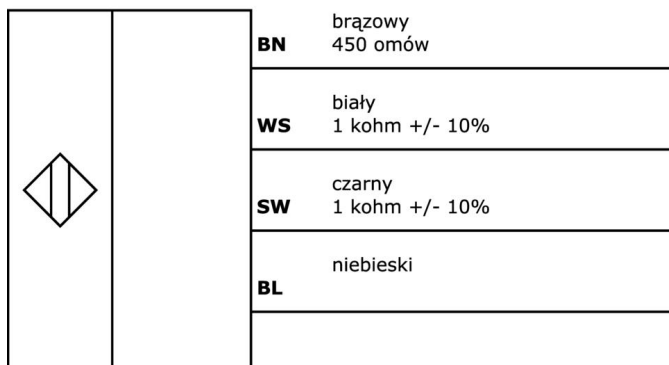 brązowy
BN 450 omów
biały
WS 1 kohm +/- 10%
czarny
SW 1 kohm +/- 10%
niebieski
BL